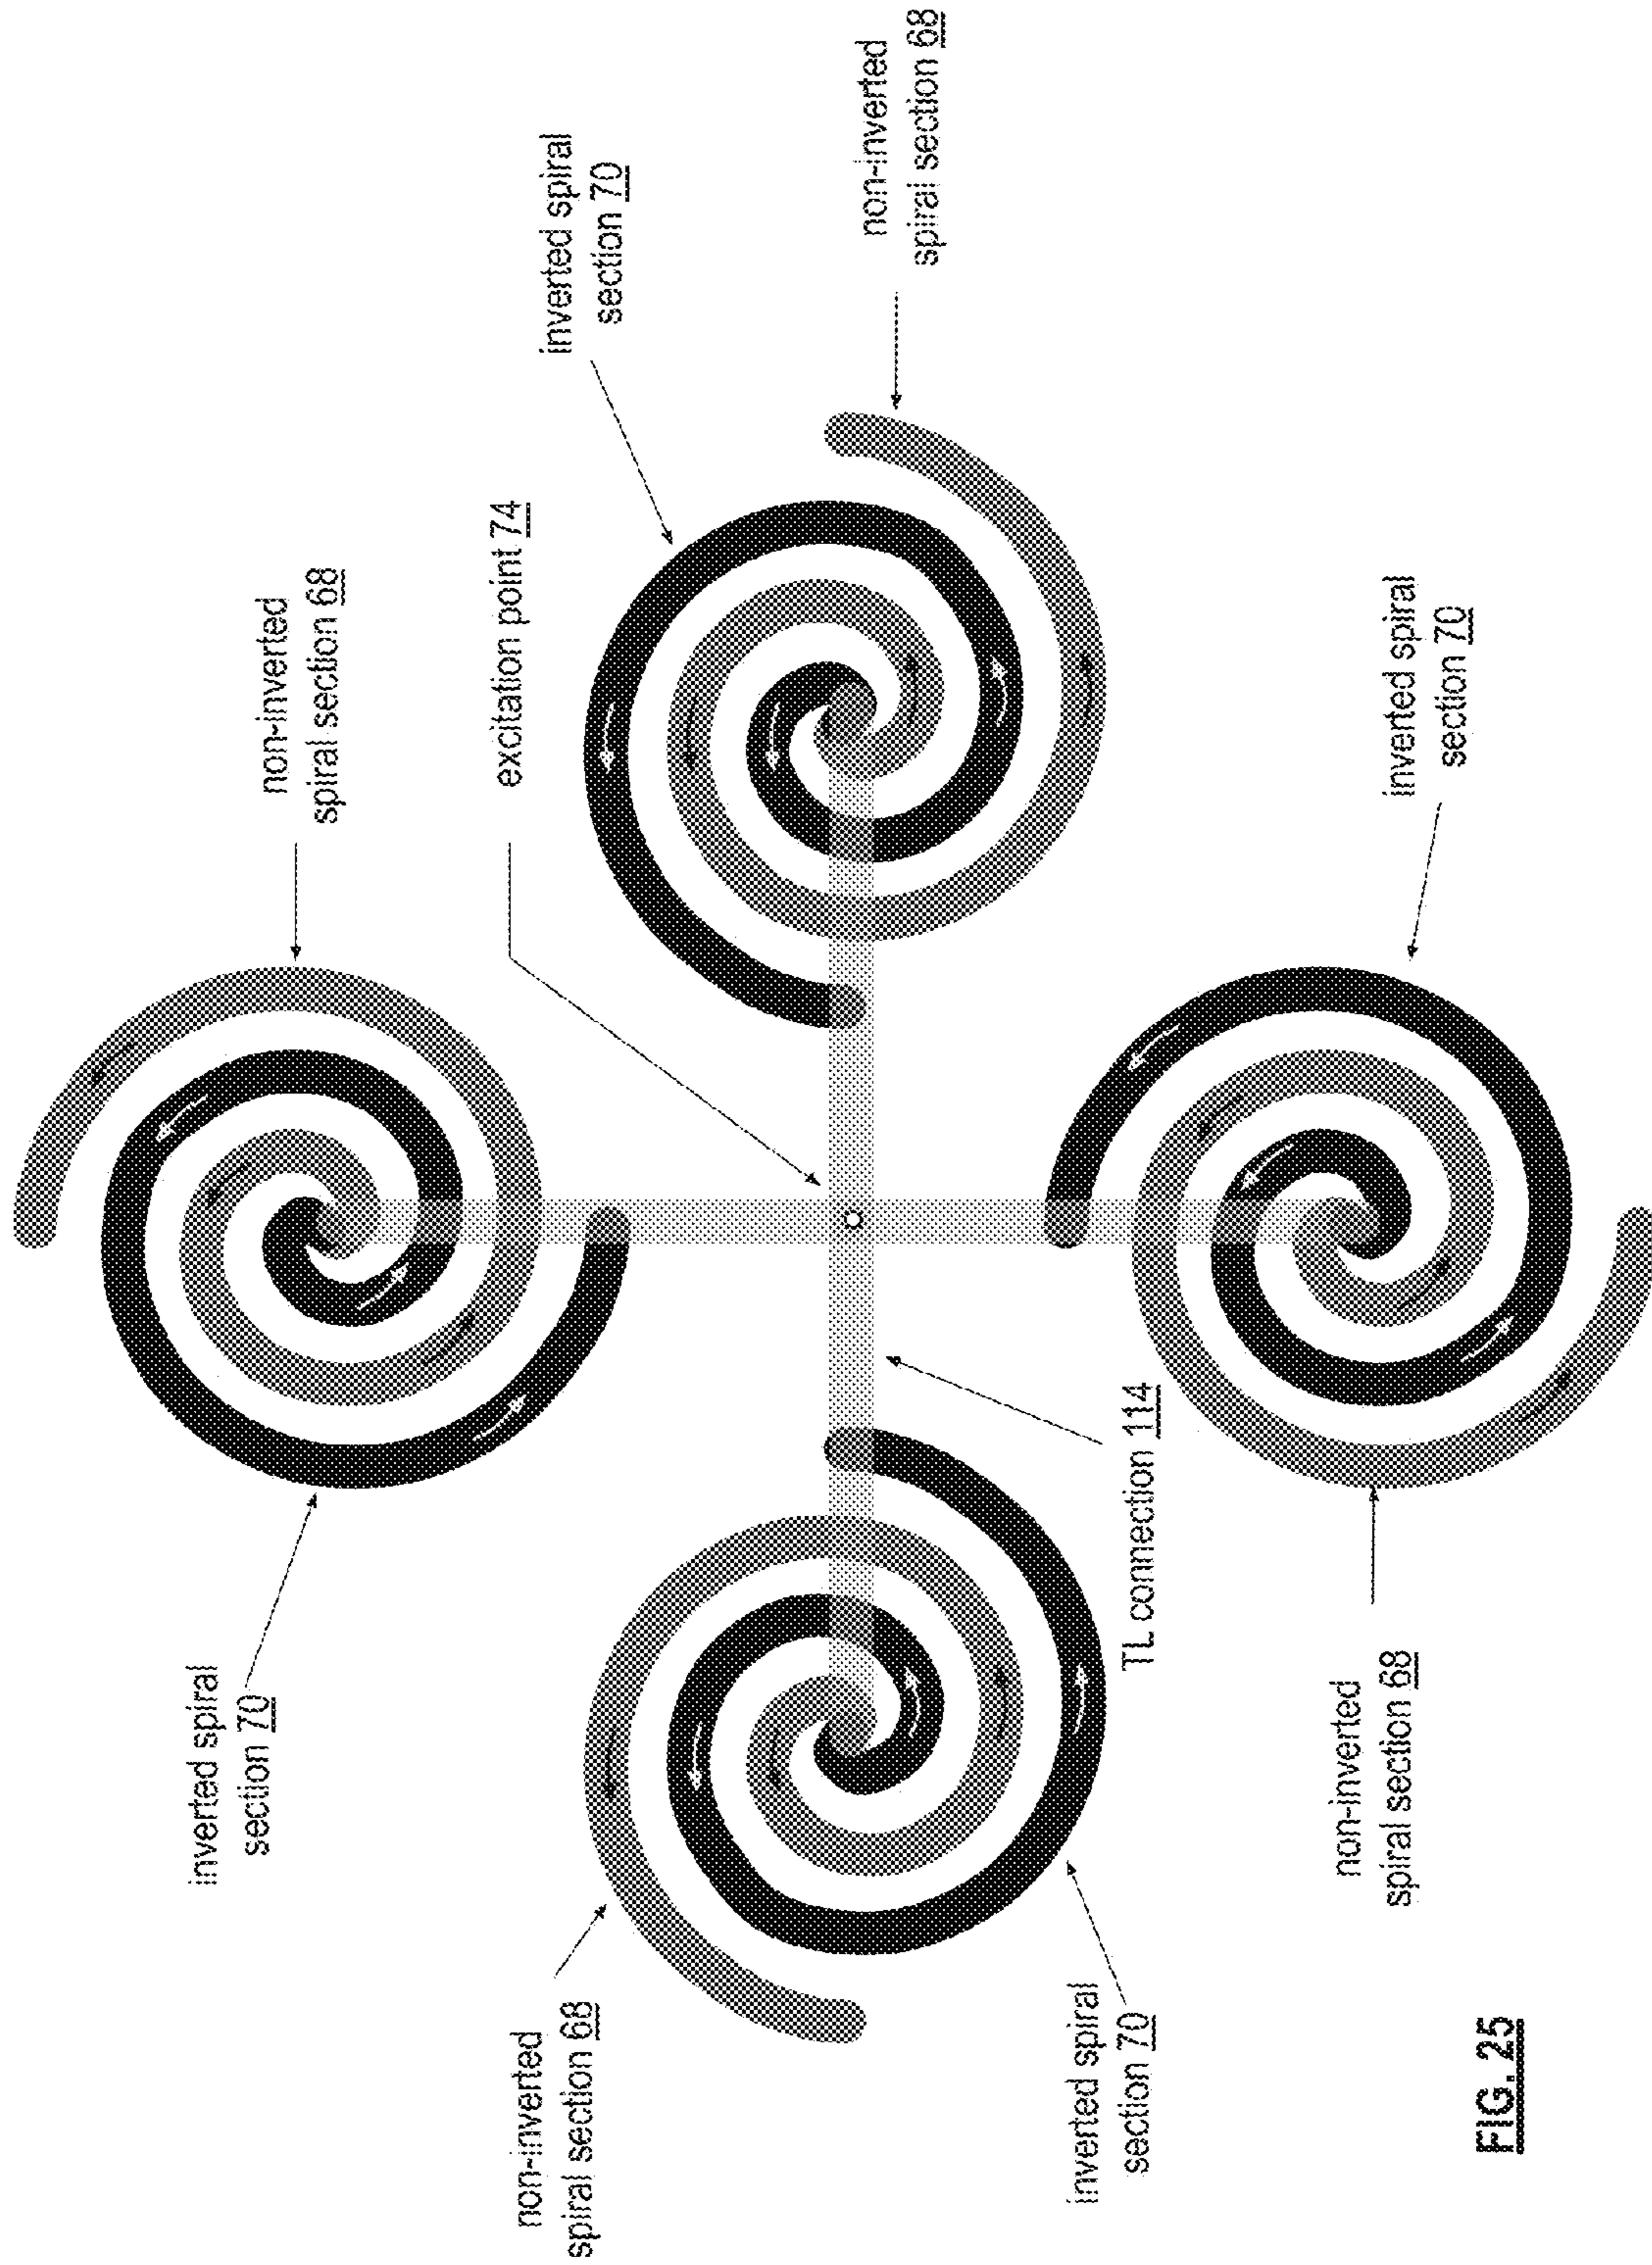 inverted spiral
section 70
non-inverted
spiral section 68
excitation point 74
non-inverted
spiral section 68
inverted spiral
section 70
non-inverted
spiral section 68
inverted spiral
section 70
TL connection 114
non-inverted
spiral section 68
inverted spiral
section 70
FIG. 25